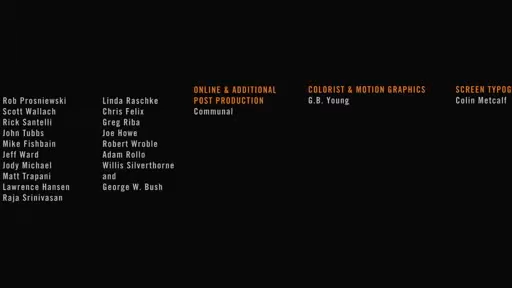 Rob Prosniewski
Scott Wallach
Rick Santelli
John Tubbs
Mike Fishbain
Jeff Ward
Jody Michael
Matt Trapani
Lawrence Hansen
Raja Srinivasan
Linda Raschke
Chris Felix
Greg Riba
Joe Howe
Robert Wroble
Adam Rollo
Willis Silverthorne
and
George W. Bush
ONLINE & ADDITIONAL
POST PRODUCTION
Communal
COLORIST & MOTION GRAPHICS
G.B. Young
SCREEN TYPOG
Colin Metcalf